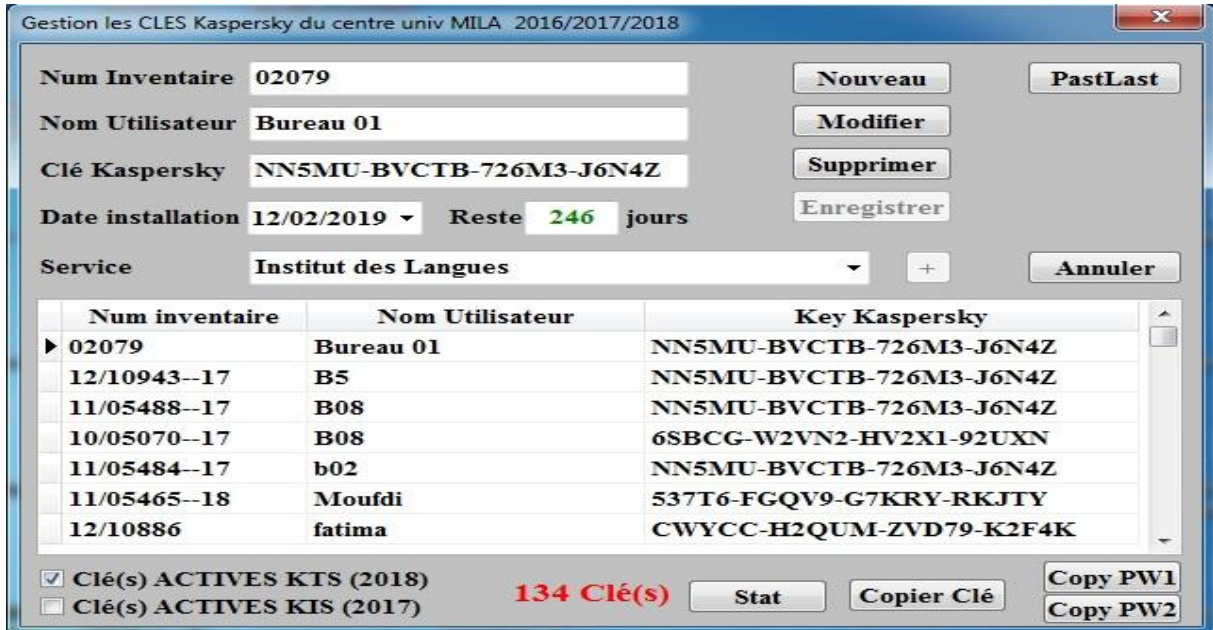 Gestion les CLES Kaspersky du centre univ MILA 2016/2017/2018
Num Inventaire 02079 Nouveau PastLast
Nom Utilisateur Bureau 01 Modifier
Clé Kaspersky NN5MU-BVCTB-726M3-J6N4Z Supprimer
Date installation 12/02/2019 Reste 246 jours Enregistrer
Service Institut des Langues + Annuler
Num inventaire Nom Utilisateur Key Kaspersky
02079 Bureau 01 NN5MU-BVCTB-726M3-J6N4Z
12/10943--17 B5 NN5MU-BVCTB-726M3-J6N4Z
11/05488--17 B08 NN5MU-BVCTB-726M3-J6N4Z
10/05070--17 B08 6SBCG-W2VN2-HV2X1-92UXN
11/05484--17 b02 NN5MU-BVCTB-726M3-J6N4Z
11/05465--18 Moufdi 537T6-FGQV9-G7KRY-RKJTY
12/10886 fatima CWYCC-H2QUM-ZVD79-K2F4K
Clé(s) ACTIVES KTS (2018) 134 Clé(s) Stat Copier Clé Copy PW1
Clé(s) ACTIVES KIS (2017) Copy PW2